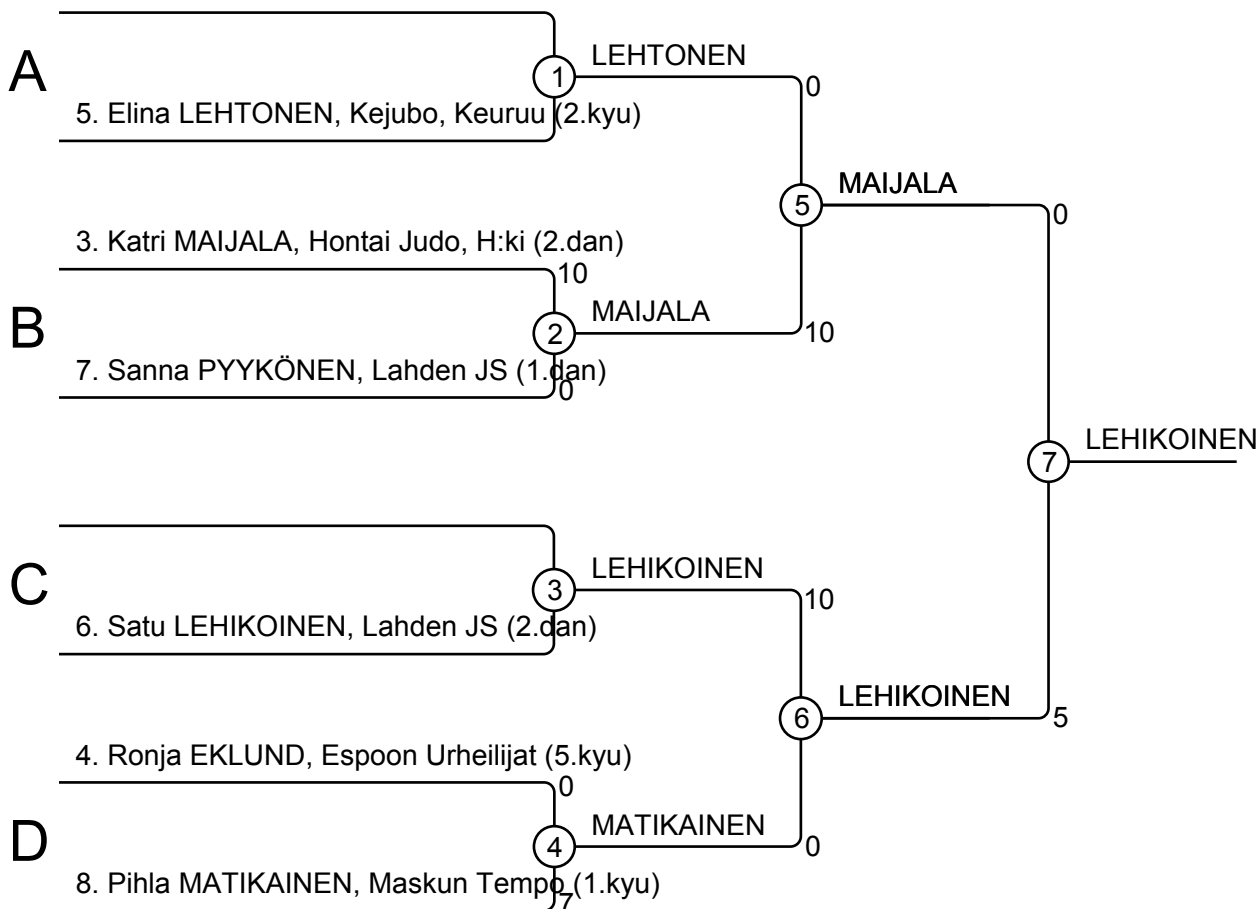 A
1
LEHTONEN
0
5. Elina LEHTONEN, Kejubo, Keuruu (2.kyu)
5
MAIJALA
0
3. Katri MAIJALA, Hontai Judo, H:ki (2.dan)
10
B
2
MAIJALA
10
7. Sanna PYYKÖNEN, Lahden JS (1.dan)
0
7
LEHIKOINEN
C
3
LEHIKOINEN
10
6. Satu LEHIKOINEN, Lahden JS (2.dan)
6
LEHIKOINEN
5
4. Ronja EKLUND, Espoon Urheilijat (5.kyu)
0
D
4
MATIKAINEN
0
8. Pihla MATIKAINEN, Maskun Tempo (1.kyu)
7